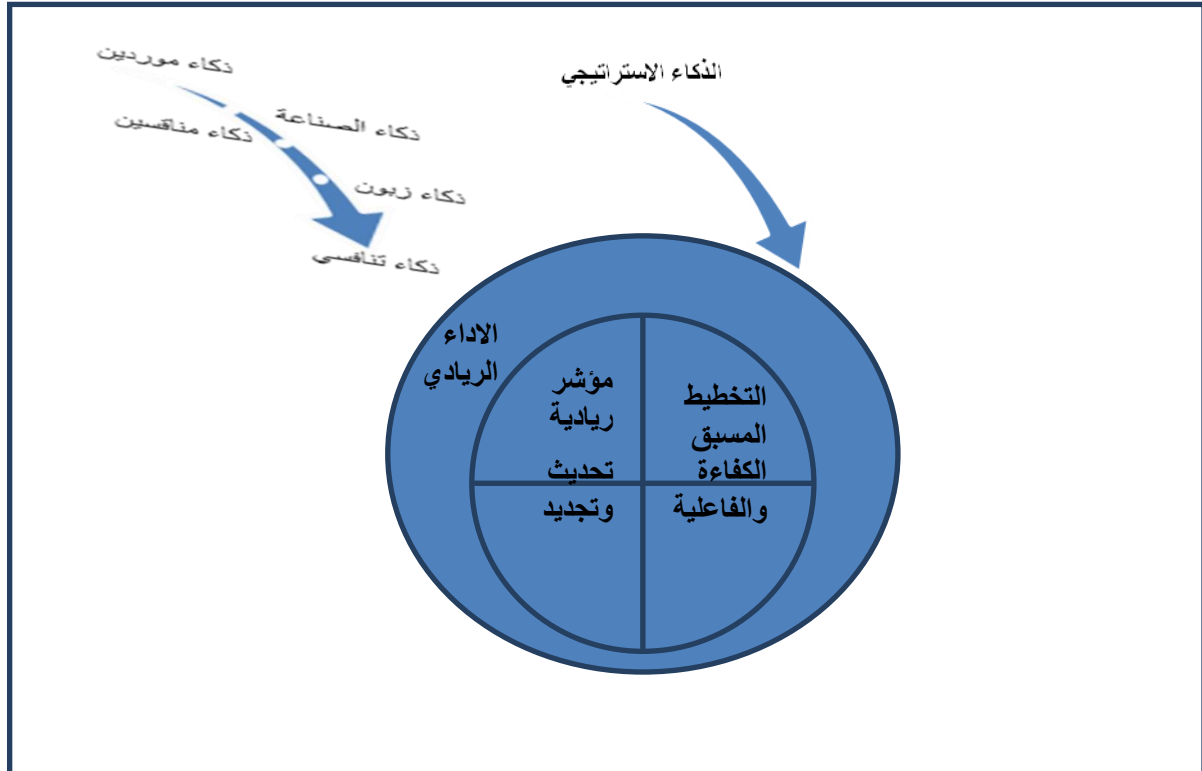 الذكاء الاستراتيجي
ذكاء موردين
ذكاء الصناعة
ذكاء منافسين
ذكاء زبون
ذكاء تنافسي
الاداء
الريادي
التخطيط
المسبق
الكفاءة
والفاعلية
مؤشر
ريادية
تحديث
وتجديد